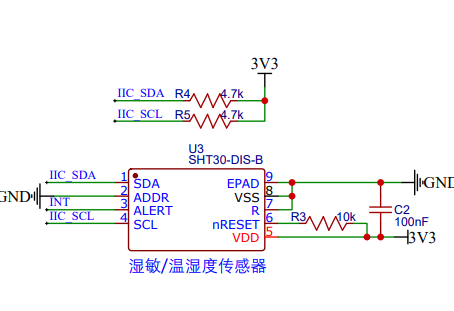 3V3
IIC_SDA R4 4.7k
IIC_SCL R5 4.7k
U3
SHT30-DIS-B
IIC_SDA 1 SDA EPAD 9 GND
GND 2 ADDR VSS 8
INT 3 ALERT R 7
IIC_SCL 4 SCL nRESET 6 R3 10k C2
100nF
VDD 5 3V3
湿敏/温湿度传感器